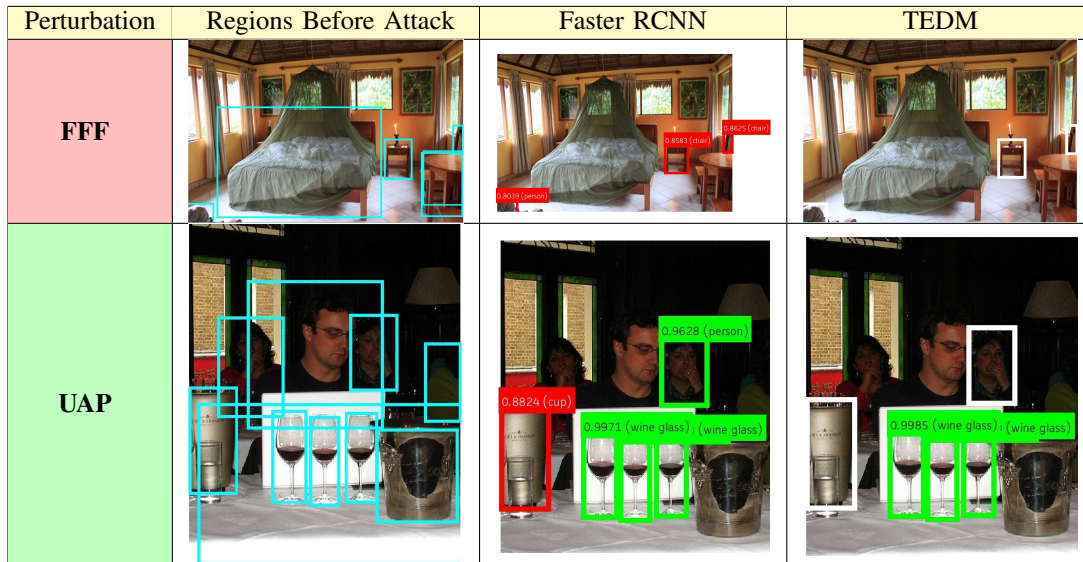 Perturbation Regions Before Attack Faster RCNN TEDM
FFF
0.8625 (chair)
0.8583 (chair)
0.8039 (person)
UAP
0.9628 (person)
0.8824 (cup)
0.9971 (wine glass) (wine glass)
0.9985 (wine glass) (wine glass)